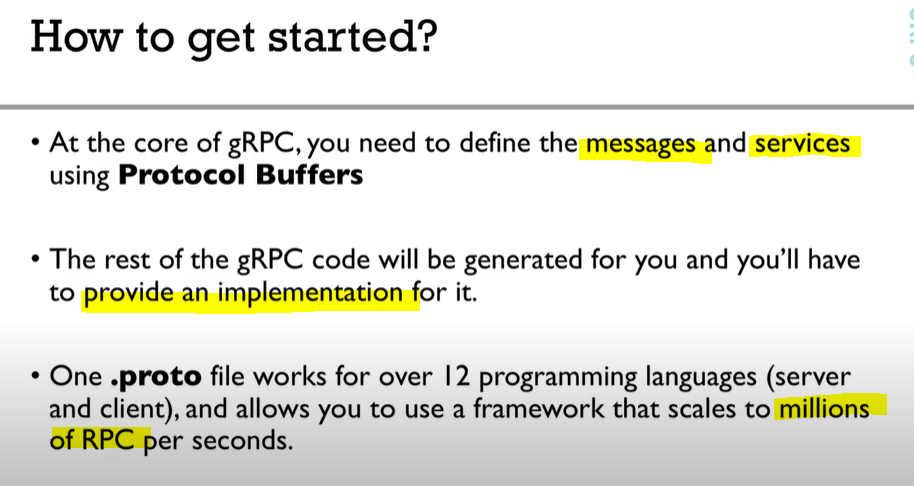 How to get started?
• At the core of gRPC, you need to define the messages and services
using Protocol Buffers
• The rest of the gRPC code will be generated for you and you’ll have
to provide an implementation for it.
• One .proto file works for over 12 programming languages (server
and client), and allows you to use a framework that scales to millions
of RPC per seconds.